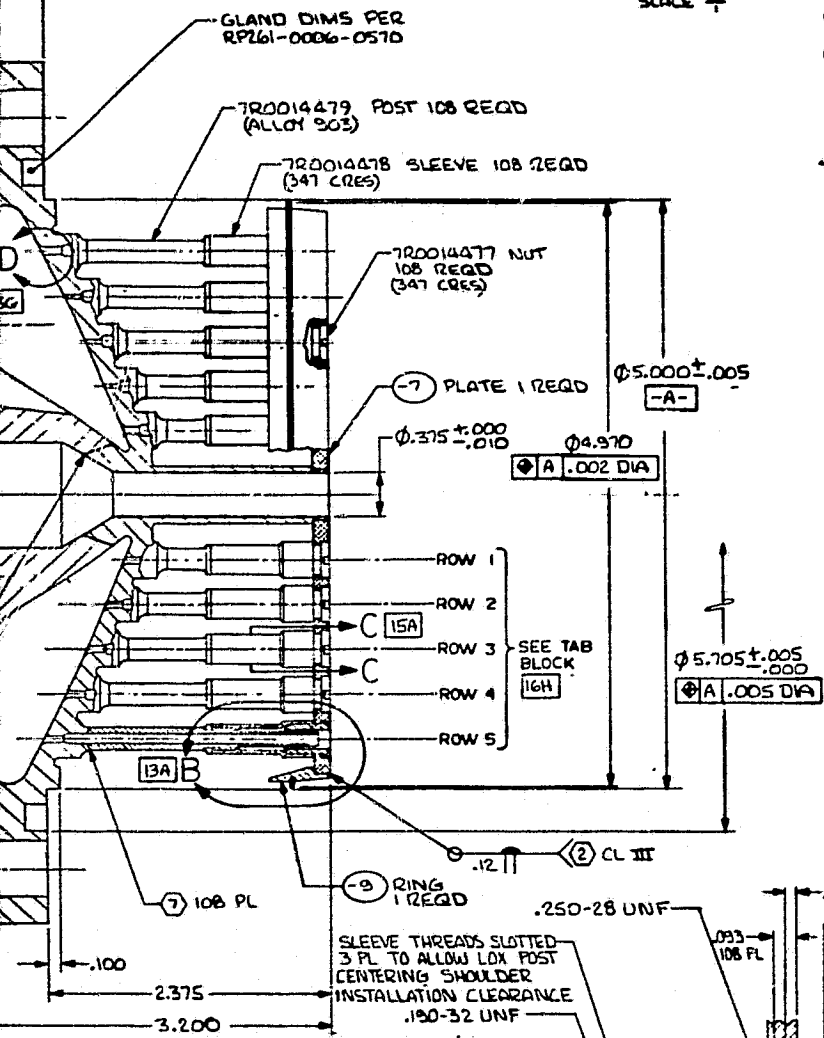 SCALE
GLAND DIMS PER
RP261-0006-0570
7R0014479 POST 108 REQD
(ALLOY 903)
7R0014478 SLEEVE 108 REQD
(347 CRES)
D
7R0014477 NUT
108 REQD
(347 CRES)
-7 PLATE 1 REQD
Ø5.000±.005
-A-
Ø.375 +.000
-.010
Ø4.970
A .002 DIA
ROW 1
ROW 2
C 15A
ROW 3
SEE TAB
BLOCK
16H
C
ROW 4
ROW 5
Ø5.705 +.005
-.000
A .005 DIA
13A B
.12
2 CL III
-9 RING
1 REQD
7 108 PL
.250-28 UNF
.093
108 PL
SLEEVE THREADS SLOTTED
3 PL TO ALLOW LOX POST
CENTERING SHOULDER
INSTALLATION CLEARANCE
.190-32 UNF
.100
2.375
3.200